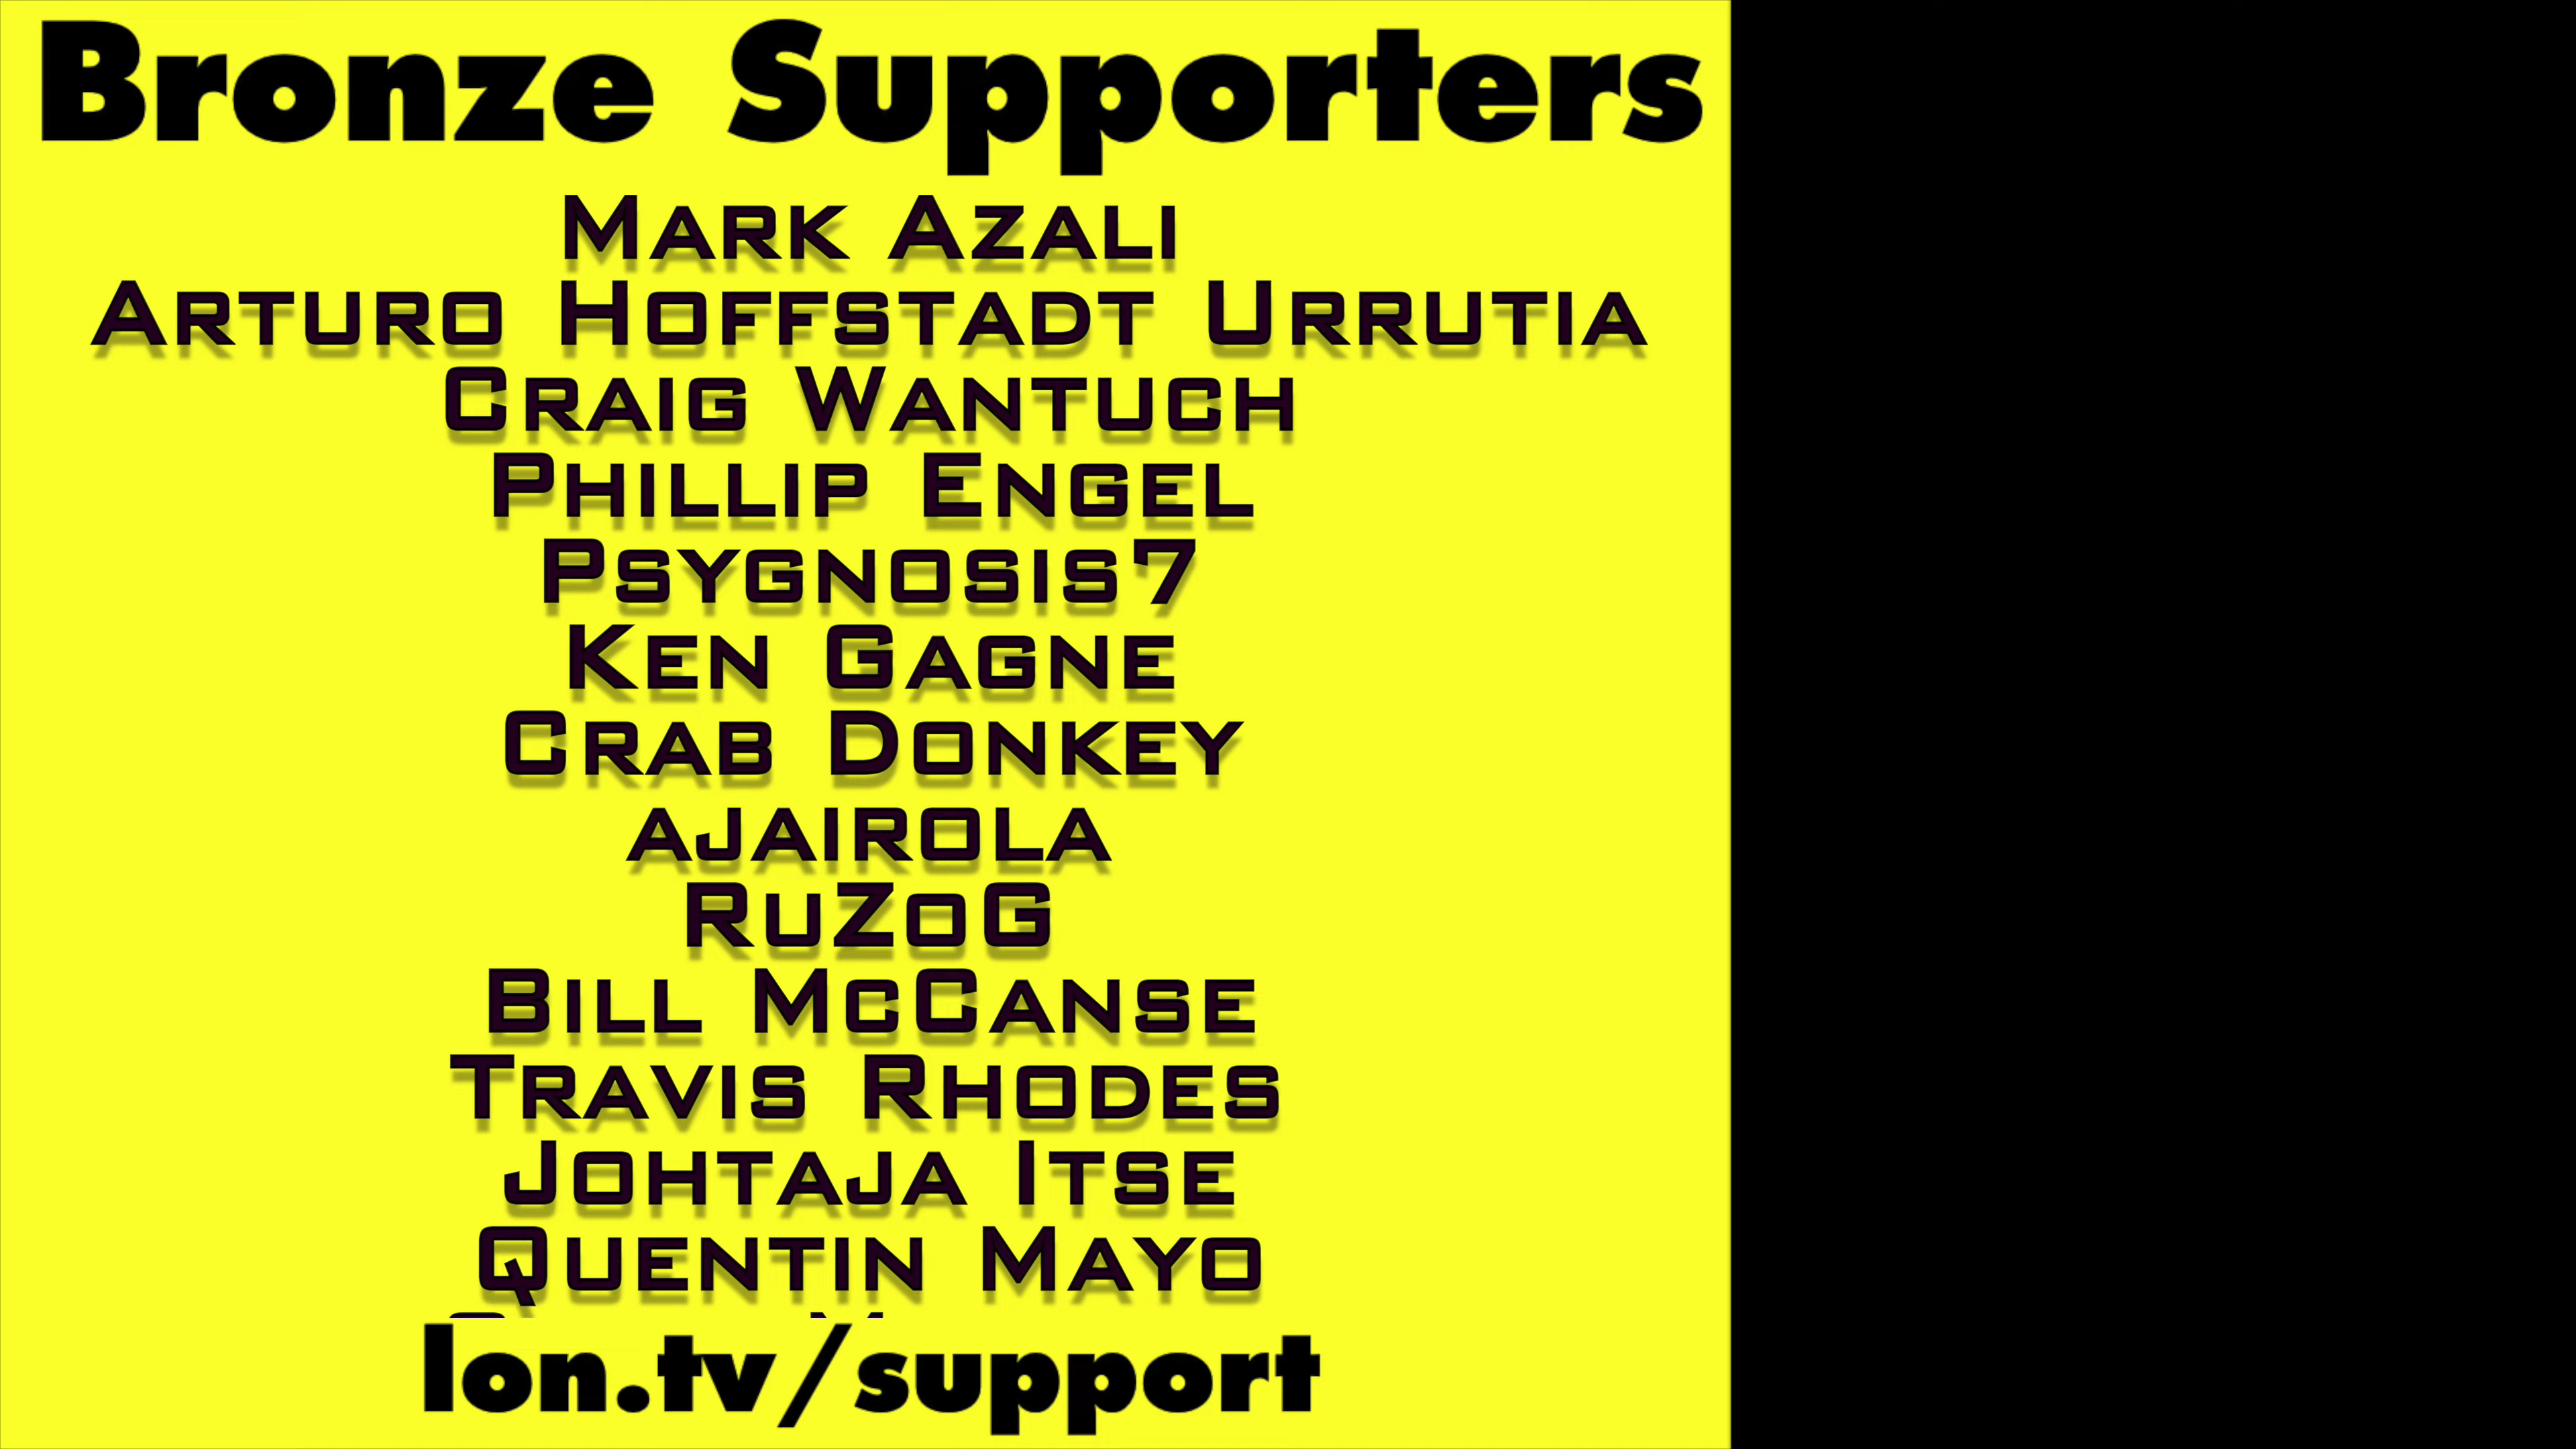 Bronze Supporters
Mark Azali
Arturo Hoffstadt Urrutia
Craig Wantuch
Phillip Engel
Psygnosis7
Ken Gagne
Crab Donkey
ajairola
RuZoG
Bill McCanse
Travis Rhodes
Johtaja Itse
Quentin Mayo
lon.tv/support